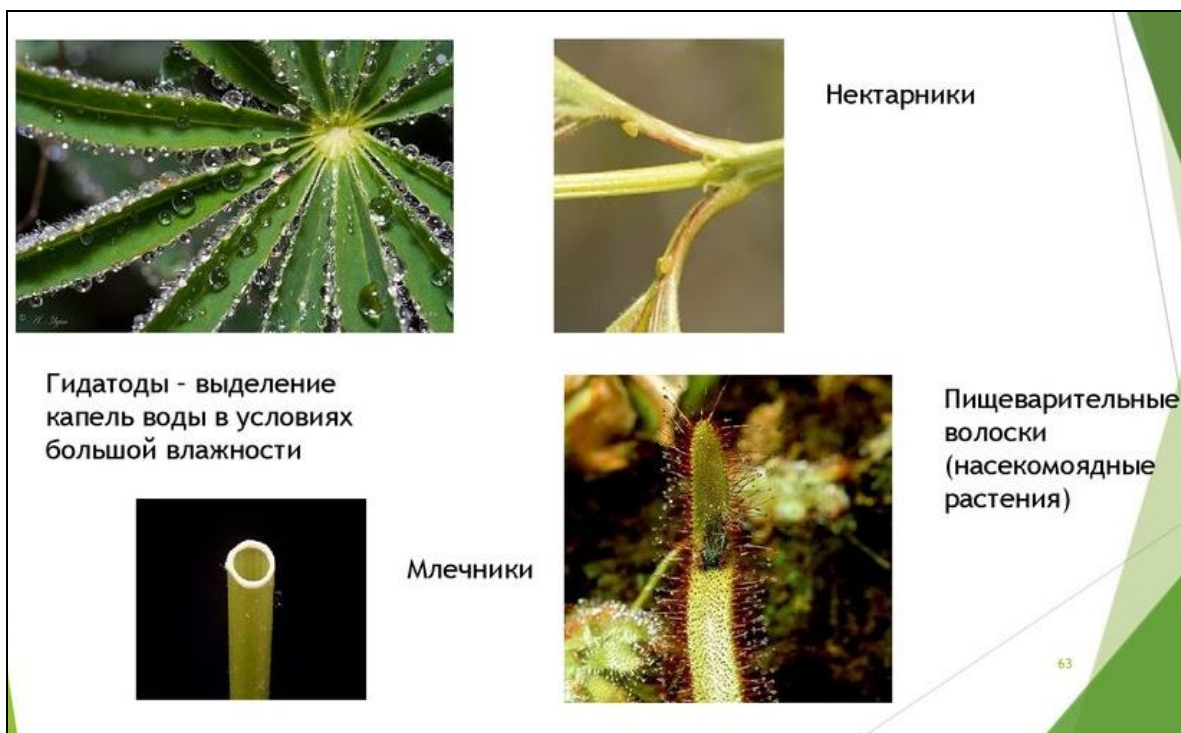 Нектарники
Гидатоды - выделение
капель воды в условиях
большой влажности
Пищеварительные
волоски
(насекомоядные
растения)
Млечники
63